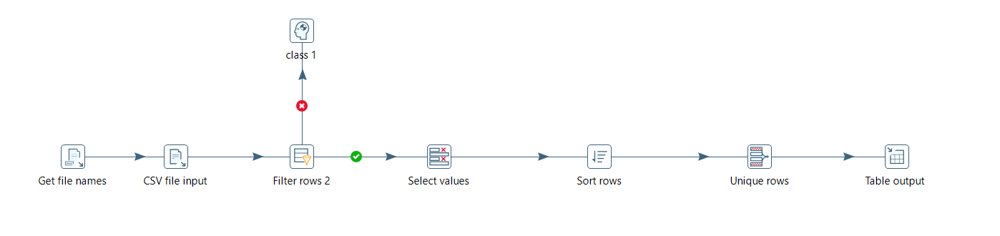 class 1
Get file names
CSV file input
Filter rows 2
Select values
Sort rows
Unique rows
Table output